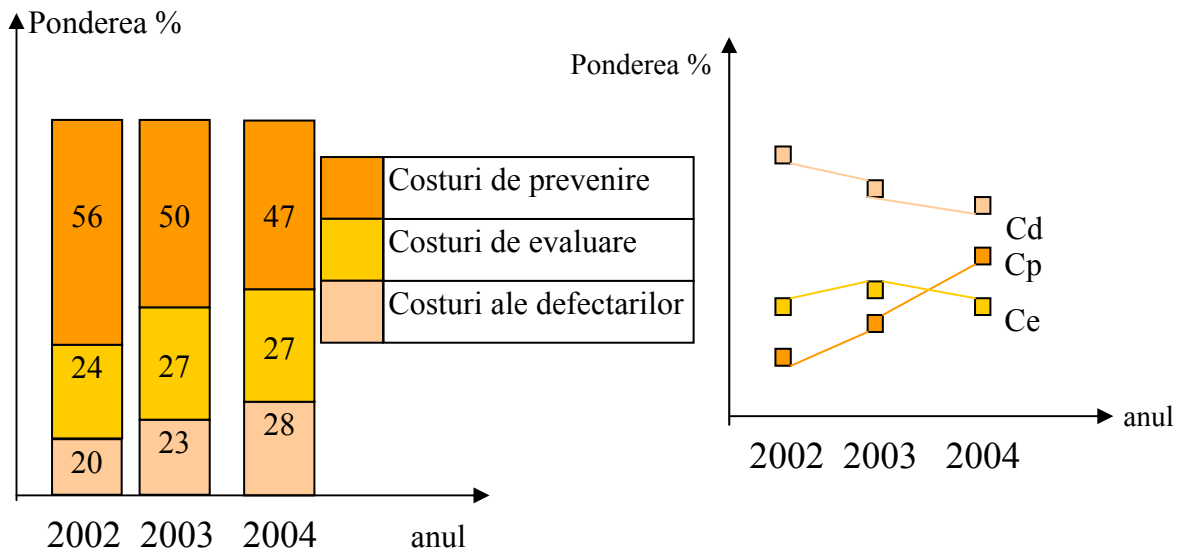 Ponderea %
56
50
47
24
27
27
20
23
28
2002
2003
2004
anul
Costuri de prevenire
Costuri de evaluare
Costuri ale defectarilor
Ponderea %
Cd
Cp
Ce
anul
2002
2003
2004